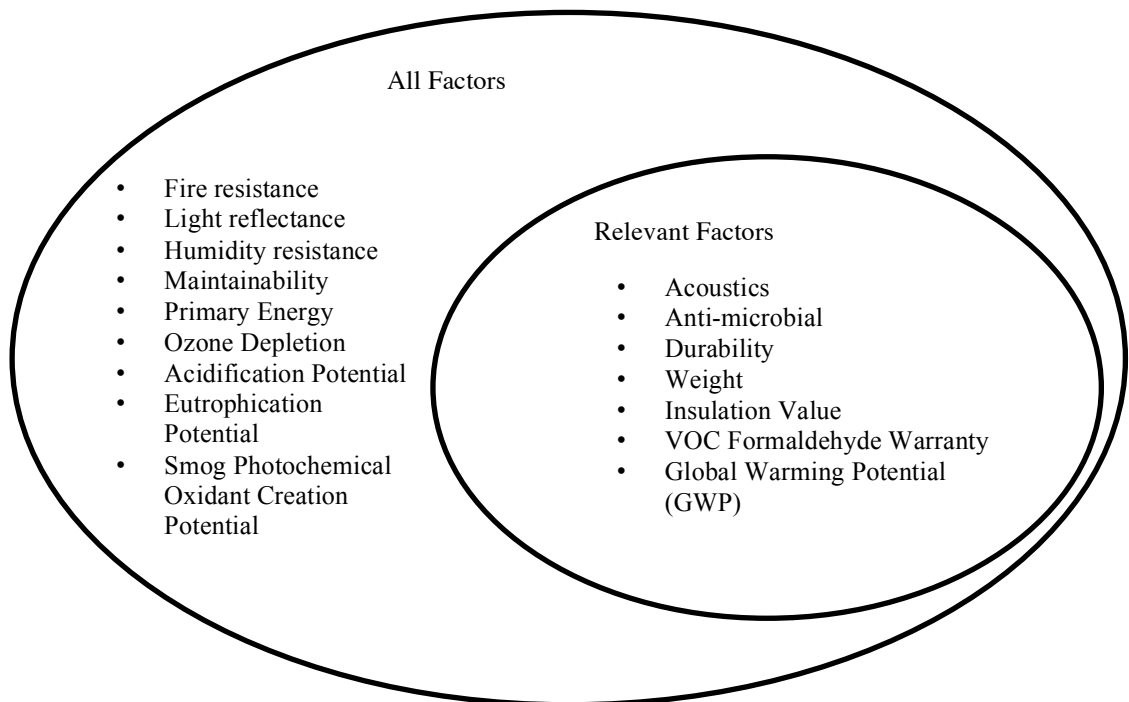 All Factors
• Fire resistance
• Light reflectance
• Humidity resistance
• Maintainability
• Primary Energy
• Ozone Depletion
• Acidification Potential
• Eutrophication
Potential
• Smog Photochemical
Oxidant Creation
Potential
Relevant Factors
• Acoustics
• Anti-microbial
• Durability
• Weight
• Insulation Value
• VOC Formaldehyde Warranty
• Global Warming Potential
(GWP)